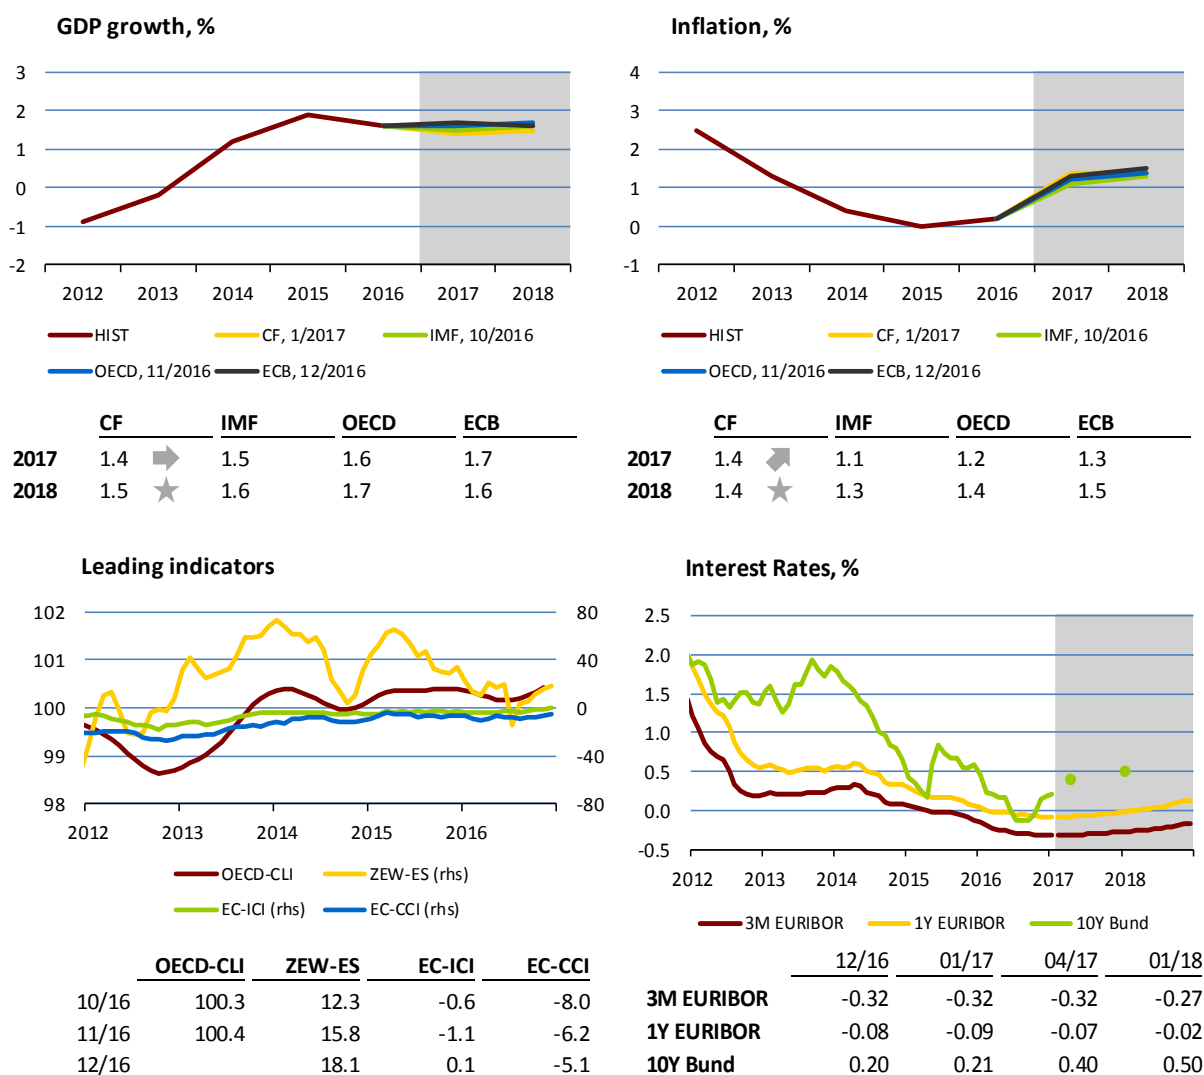 GDP growth, %
3
2
1
0
-1
-2
2012 2013 2014 2015 2016 2017 2018
HIST CF, 1/2017 IMF, 10/2016
OECD, 11/2016 ECB, 12/2016
CF IMF OECD ECB
2017 1.4 1.5 1.6 1.7
2018 1.5 1.6 1.7 1.6
Inflation, %
4
3
2
1
0
-1
2012 2013 2014 2015 2016 2017 2018
HIST CF, 1/2017 IMF, 10/2016
OECD, 11/2016 ECB, 12/2016
CF IMF OECD ECB
2017 1.4 1.1 1.2 1.3
2018 1.4 1.3 1.4 1.5
Leading indicators
102 80
101 40
100 0
99 -40
98 -80
2012 2013 2014 2015 2016
OECD-CLI ZEW-ES (rhs)
EC-ICI (rhs) EC-CCI (rhs)
OECD-CLI ZEW-ES EC-ICI EC-CCI
10/16 100.3 12.3 -0.6 -8.0
11/16 100.4 15.8 -1.1 -6.2
12/16 18.1 0.1 -5.1
Interest Rates, %
2.5
2.0
1.5
1.0
0.5
0.0
-0.5
2012 2013 2014 2015 2016 2017 2018
3M EURIBOR 1Y EURIBOR 10Y Bund
12/16 01/17 04/17 01/18
3M EURIBOR -0.32 -0.32 -0.32 -0.27
1Y EURIBOR -0.08 -0.09 -0.07 -0.02
10Y Bund 0.20 0.21 0.40 0.50